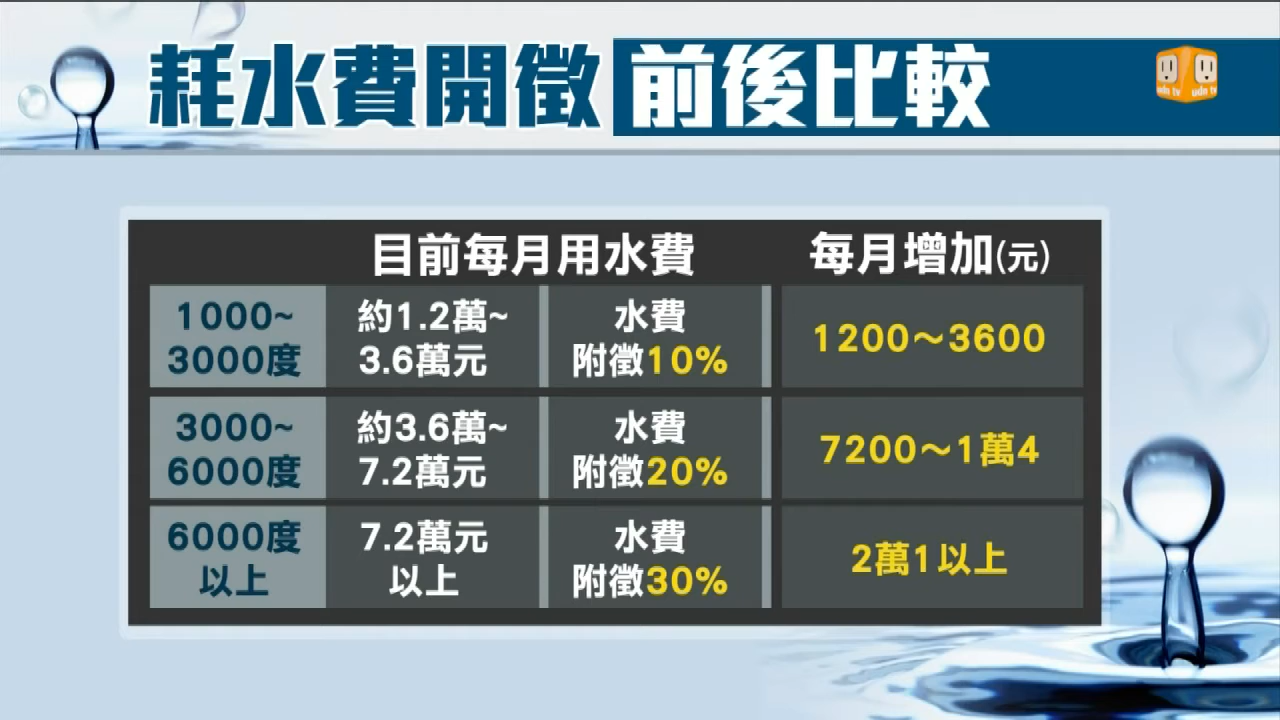 耗水費開徵 前後比較
udn tv udn tv
目前每月用水費 每月增加(元)
1000~
3000度
約1.2萬~
3.6萬元
水費
附徵10%
1200～3600
3000~
6000度
約3.6萬~
7.2萬元
水費
附徵20%
7200～1萬4
6000度
以上
7.2萬元
以上
水費
附徵30%
2萬1以上